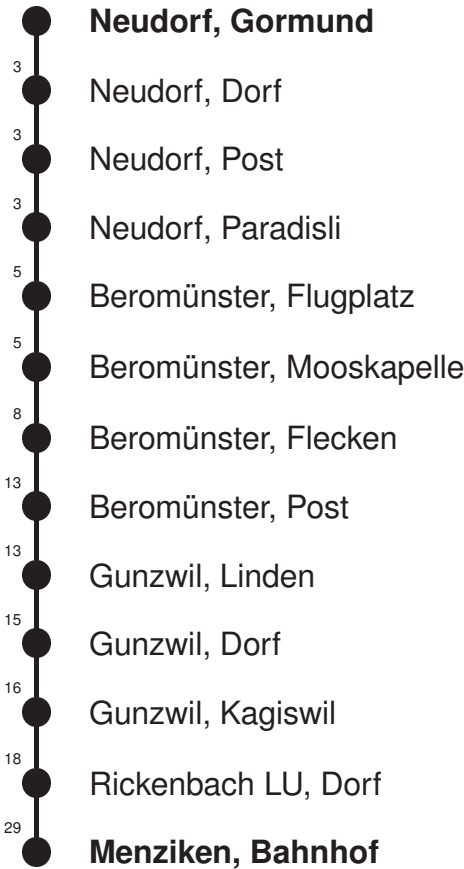 Neudorf, Gormund
3 Neudorf, Dorf
3 Neudorf, Post
3 Neudorf, Paradisli
5 Beromünster, Flugplatz
5 Beromünster, Mooskapelle
8 Beromünster, Flecken
13 Beromünster, Post
13 Gunzwil, Linden
15 Gunzwil, Dorf
16 Gunzwil, Kagiswil
18 Rickenbach LU, Dorf
29 Menziken, Bahnhof